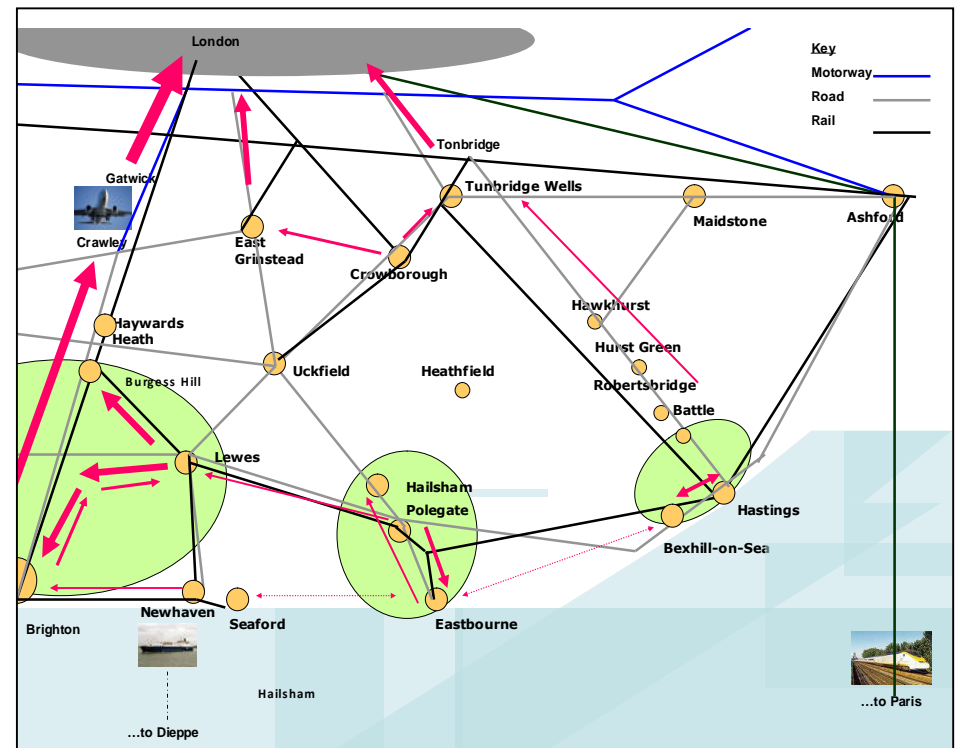 London
Key
Motorway
Road
Rail
Tonbridge
Gatwick
Tunbridge Wells
Maidstone
Ashford
Crawley
East
Grinstead
Crowborough
Haywards
Heath
Hawkhurst
Hurst Green
Uckfield
Heathfield
Burgess Hill
Robertsbridge
Battle
Lewes
Hailsham
Polegate
Hastings
Bexhill-on-Sea
Newhaven
Seaford
Eastbourne
Brighton
Hailsham
...to Paris
...to Dieppe